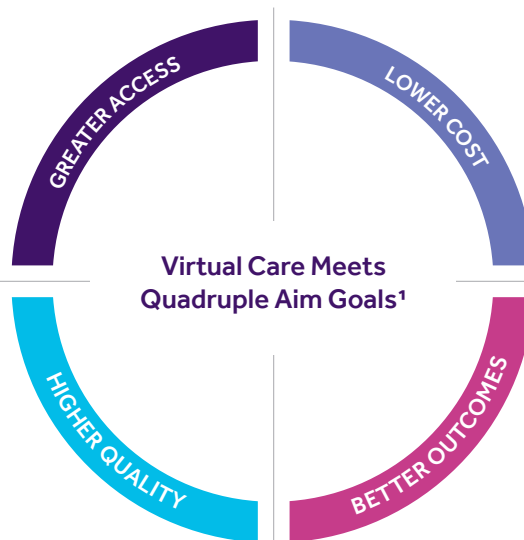 GREATER ACCESS
LOWER COST
Virtual Care Meets
Quadruple Aim Goals¹
HIGHER QUALITY
BETTER OUTCOMES